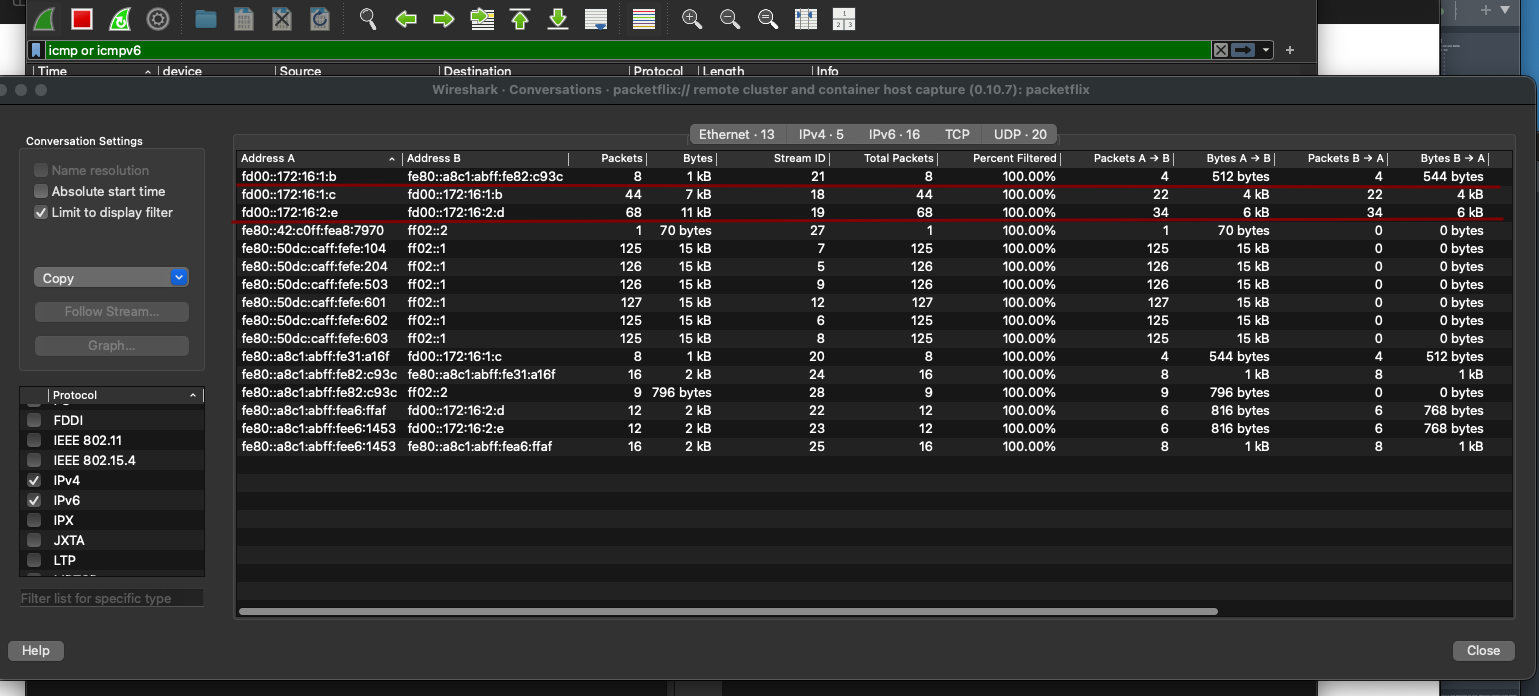 icmp or icmpv6
Time device Source Destination Protocol Length Info
Wireshark · Conversations · packetflix:// remote cluster and container host capture (0.10.7): packetflix
Conversation Settings
Name resolution
Absolute start time
Limit to display filter
Copy
Follow Stream...
Graph...
Protocol
FDDI
IEEE 802.11
IEEE 802.15.4
IPv4
IPv6
IPX
JXTA
LTP
Filter list for specific type
Ethernet · 13 IPv4 · 5 IPv6 · 16 TCP UDP · 20
Address A Address B Packets Bytes Stream ID Total Packets Percent Filtered Packets A → B Bytes A → B Packets B → A Bytes B → A
fd00::172:16:1:b fe80::a8c1:abff:fe82:c93c 8 1 kB 21 8 100.00% 4 512 bytes 4 544 bytes
fd00::172:16:1:c fd00::172:16:1:b 44 7 kB 18 44 100.00% 22 4 kB 22 4 kB
fd00::172:16:2:e fd00::172:16:2:d 68 11 kB 19 68 100.00% 34 6 kB 34 6 kB
fe80::42:c0ff:fea8:7970 ff02::2 1 70 bytes 27 1 100.00% 1 70 bytes 0 0 bytes
fe80::50dc:caff:fefe:104 ff02::1 125 15 kB 7 125 100.00% 125 15 kB 0 0 bytes
fe80::50dc:caff:fefe:204 ff02::1 126 15 kB 5 126 100.00% 126 15 kB 0 0 bytes
fe80::50dc:caff:fefe:503 ff02::1 126 15 kB 9 126 100.00% 126 15 kB 0 0 bytes
fe80::50dc:caff:fefe:601 ff02::1 127 15 kB 12 127 100.00% 127 15 kB 0 0 bytes
fe80::50dc:caff:fefe:602 ff02::1 125 15 kB 6 125 100.00% 125 15 kB 0 0 bytes
fe80::50dc:caff:fefe:603 ff02::1 125 15 kB 8 125 100.00% 125 15 kB 0 0 bytes
fe80::a8c1:abff:fe31:a16f fd00::172:16:1:c 8 1 kB 20 8 100.00% 4 544 bytes 4 512 bytes
fe80::a8c1:abff:fe82:c93c fe80::a8c1:abff:fe31:a16f 16 2 kB 24 16 100.00% 8 1 kB 8 1 kB
fe80::a8c1:abff:fe82:c93c ff02::2 9 796 bytes 28 9 100.00% 9 796 bytes 0 0 bytes
fe80::a8c1:abff:fea6:ffaf fd00::172:16:2:d 12 2 kB 22 12 100.00% 6 816 bytes 6 768 bytes
fe80::a8c1:abff:fee6:1453 fd00::172:16:2:e 12 2 kB 23 12 100.00% 6 816 bytes 6 768 bytes
fe80::a8c1:abff:fee6:1453 fe80::a8c1:abff:fea6:ffaf 16 2 kB 25 16 100.00% 8 1 kB 8 1 kB
Help
Close